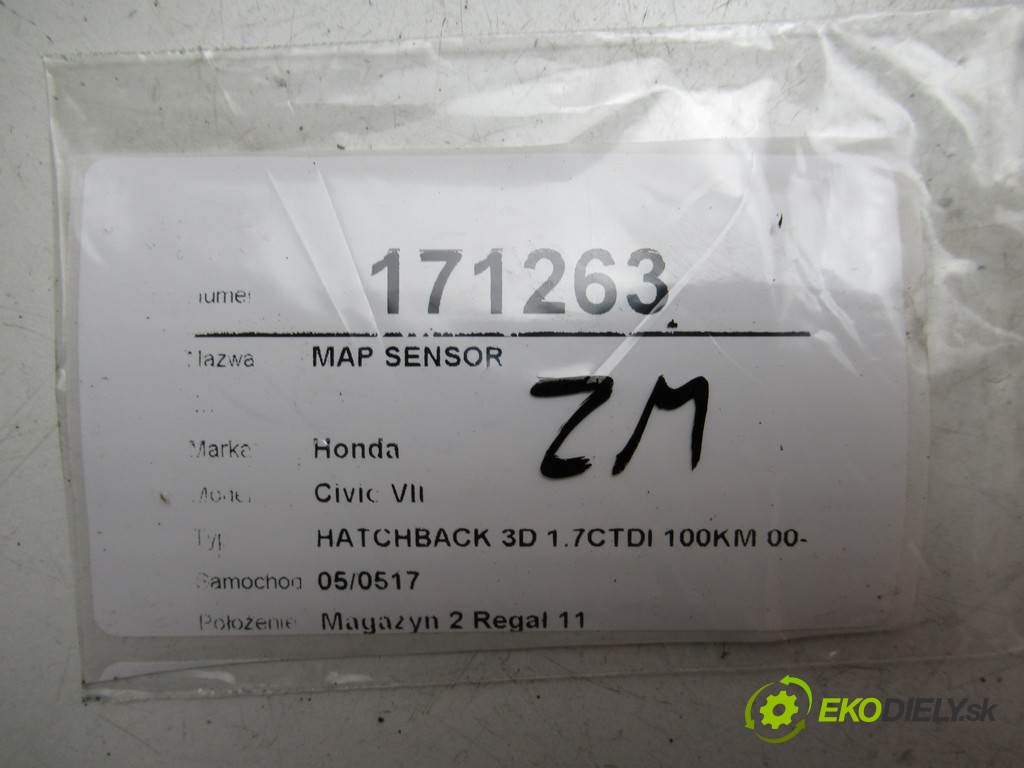 171263
Nazwa MAP SENSOR
ZM
Marka Honda
Model Civic VII
Typ HATCHBACK 3D 1.7CTDI 100KM 00-
Samochod 05/0517
Położenie Magazyn 2 Regał 11
EKODIELY.sk